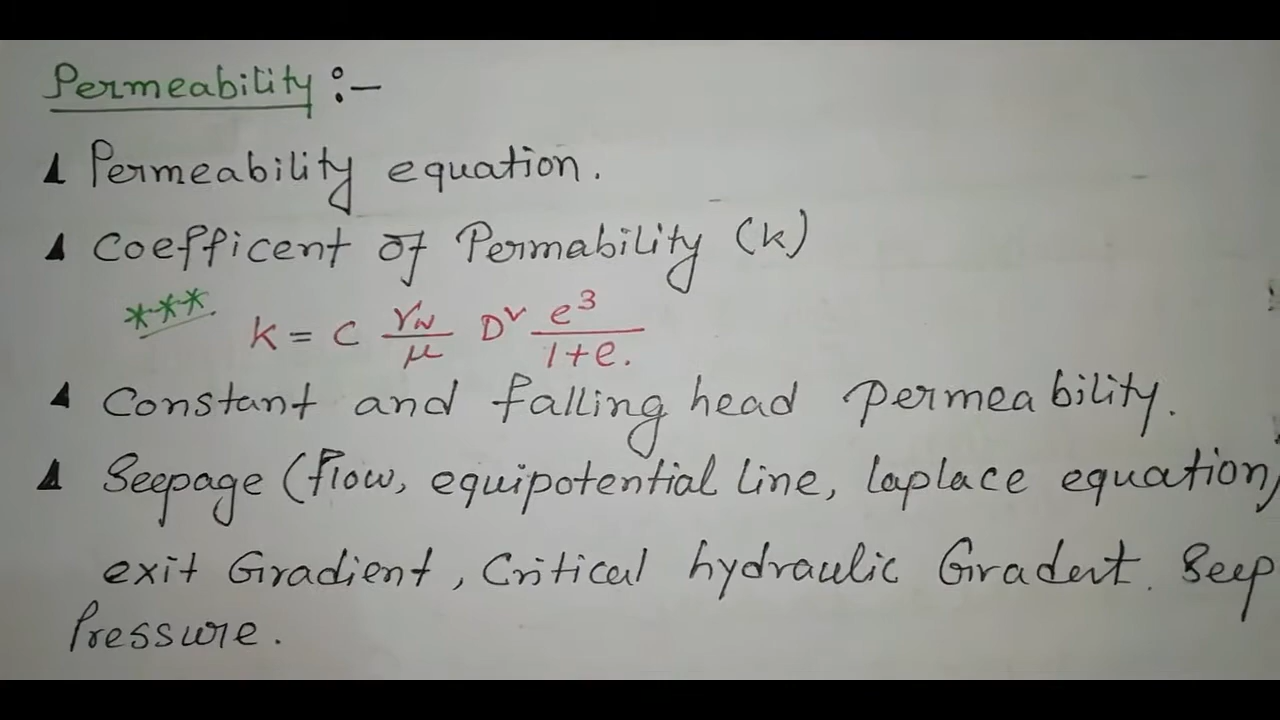 Permeability :-
Permeability equation.
Coefficent of Permability (k)
*** K = C γw/μ D² e³/1+e.
Constant and falling head permeability.
Seepage (flow, equipotential line, laplace equation,
exit Gradient, Critical hydraulic Gradent. Seep
Pressure.